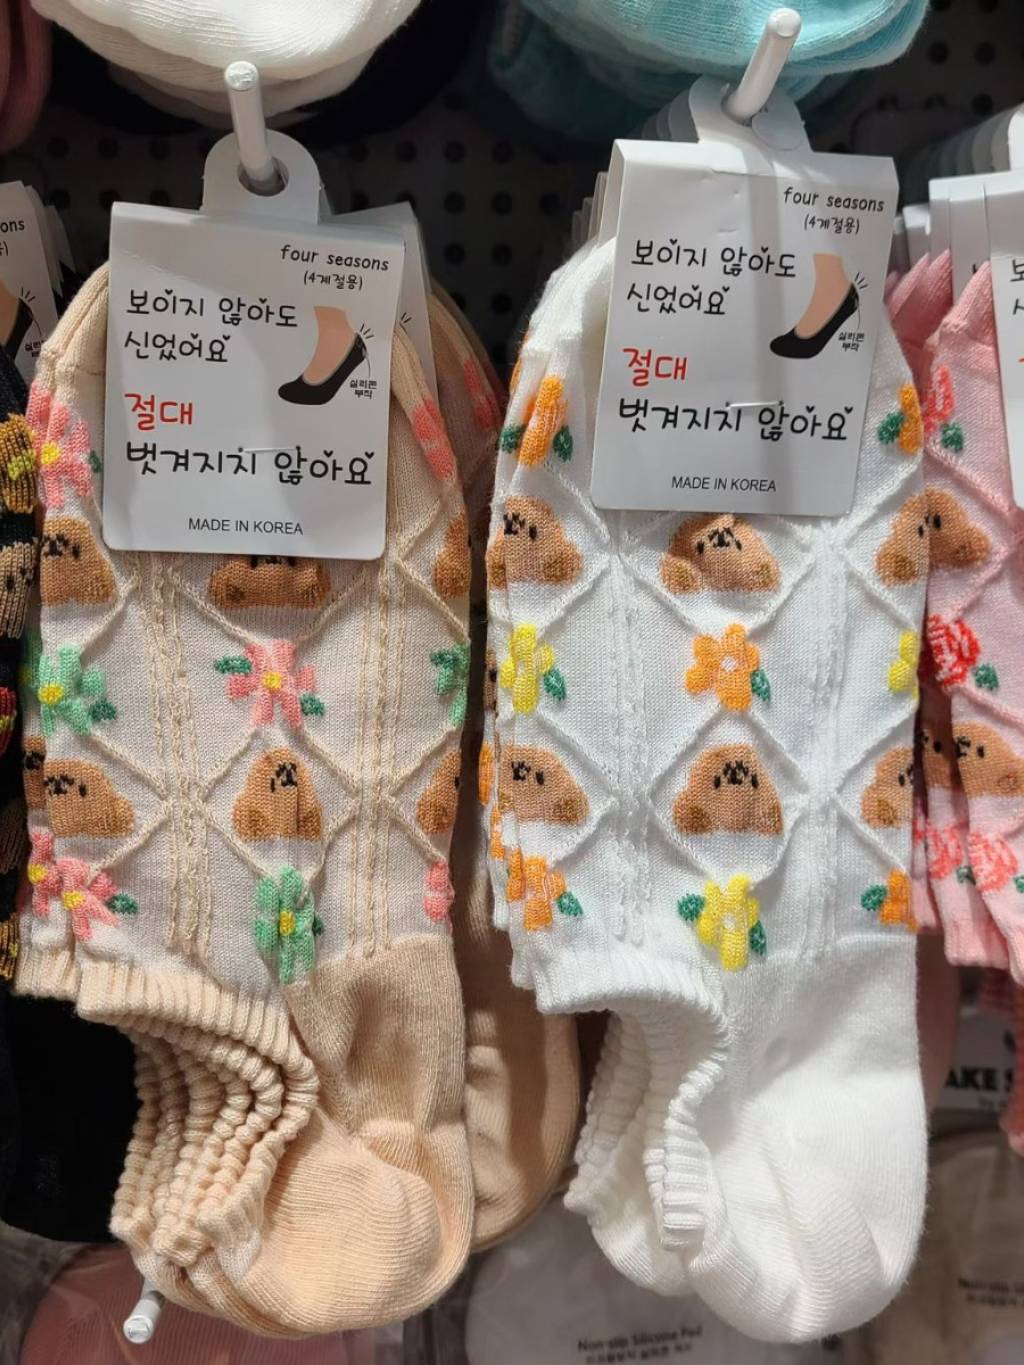 four seasons
(4계절용)
보이지 않아도
신었어요
실리콘
부착
절대
벗겨지지 않아요
MADE IN KOREA
four seasons
(4계절용)
보이지 않아도
신었어요
실리콘
부착
절대
벗겨지지 않아요
MADE IN KOREA
ons
AKE S
Non-slip Silicone Pad